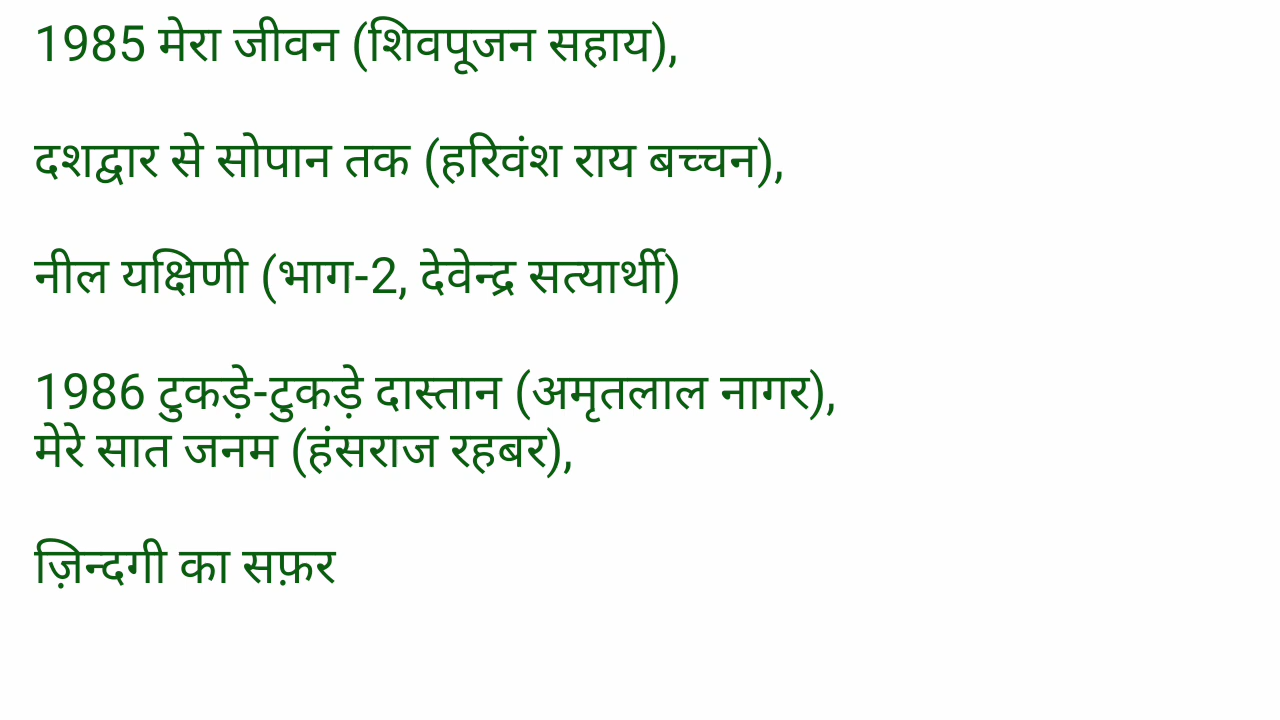 1985 मेरा जीवन (शिवपूजन सहाय),
दशद्वार से सोपान तक (हरिवंश राय बच्चन),
नील यक्षिणी (भाग-2, देवेन्द्र सत्यार्थी)
1986 टुकड़े-टुकड़े दास्तान (अमृतलाल नागर),
मेरे सात जनम (हंसराज रहबर),
ज़िन्दगी का सफ़र